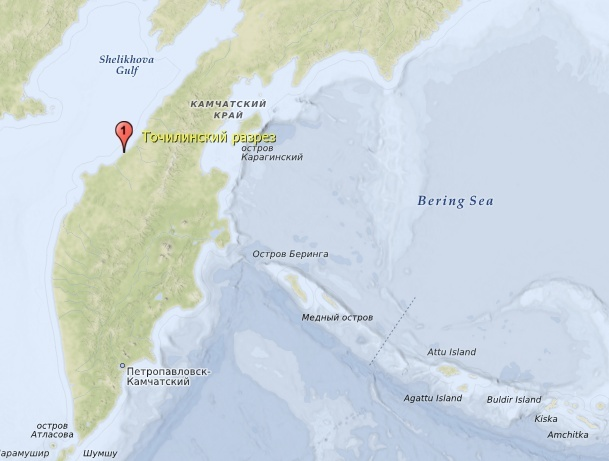 Shelikhova
Gulf
КАМЧАТСКИЙ
КРАЙ
1
Точилинский разрез
остров
Карагинский
Bering Sea
Остров Беринга
Медный остров
Attu Island
Петропавловск-
Камчатский
Agattu Island
Buldir Island
Kiska
остров
Атласова
Amchitka
арамушир
Шумшу